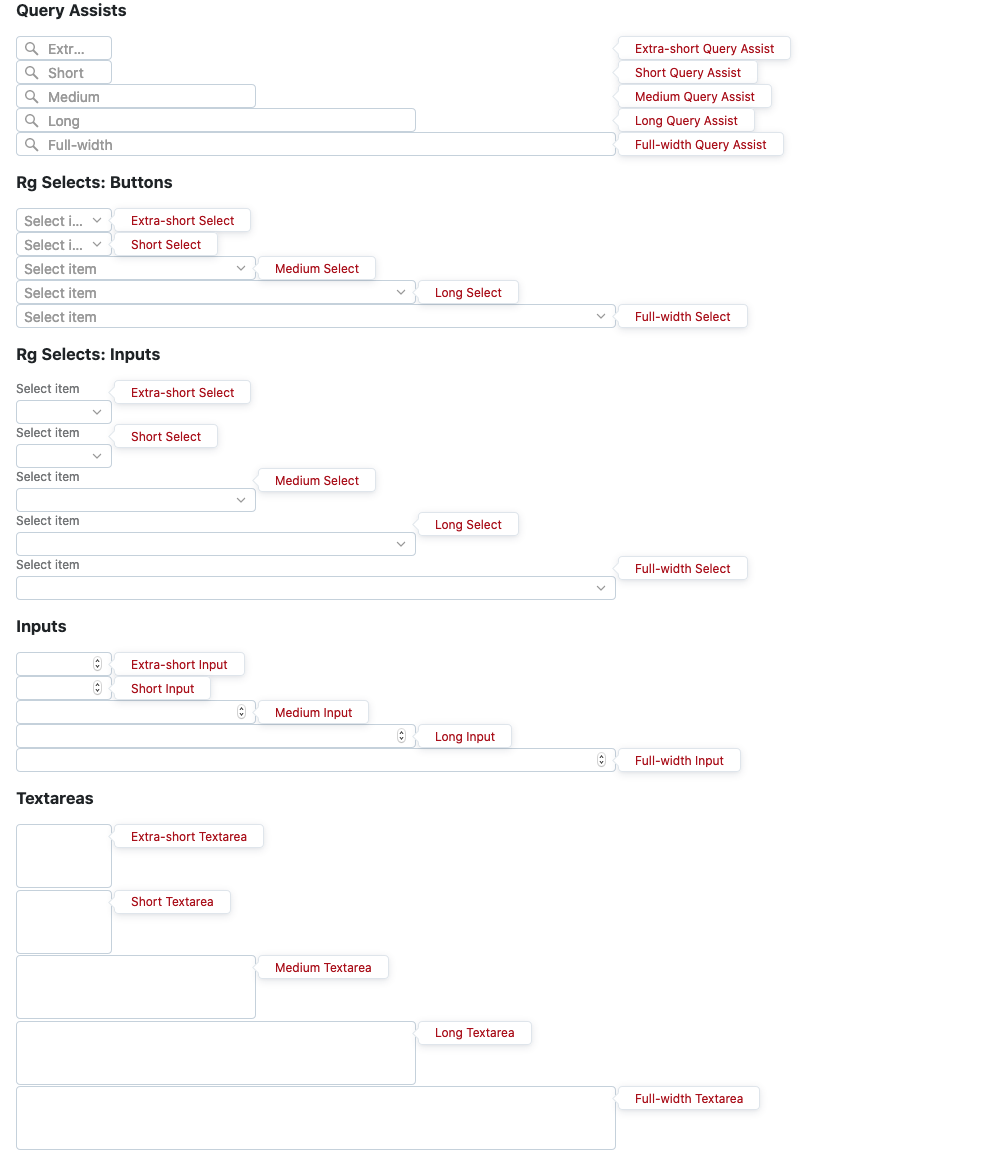 Query Assists
Extr... Extra-short Query Assist
Short Short Query Assist
Medium Medium Query Assist
Long Long Query Assist
Full-width Full-width Query Assist
Rg Selects: Buttons
Select i... Extra-short Select
Select i... Short Select
Select item Medium Select
Select item Long Select
Select item Full-width Select
Rg Selects: Inputs
Select item Extra-short Select
Select item Short Select
Select item Medium Select
Select item Long Select
Select item Full-width Select
Inputs
Extra-short Input
Short Input
Medium Input
Long Input
Full-width Input
Textareas
Extra-short Textarea
Short Textarea
Medium Textarea
Long Textarea
Full-width Textarea